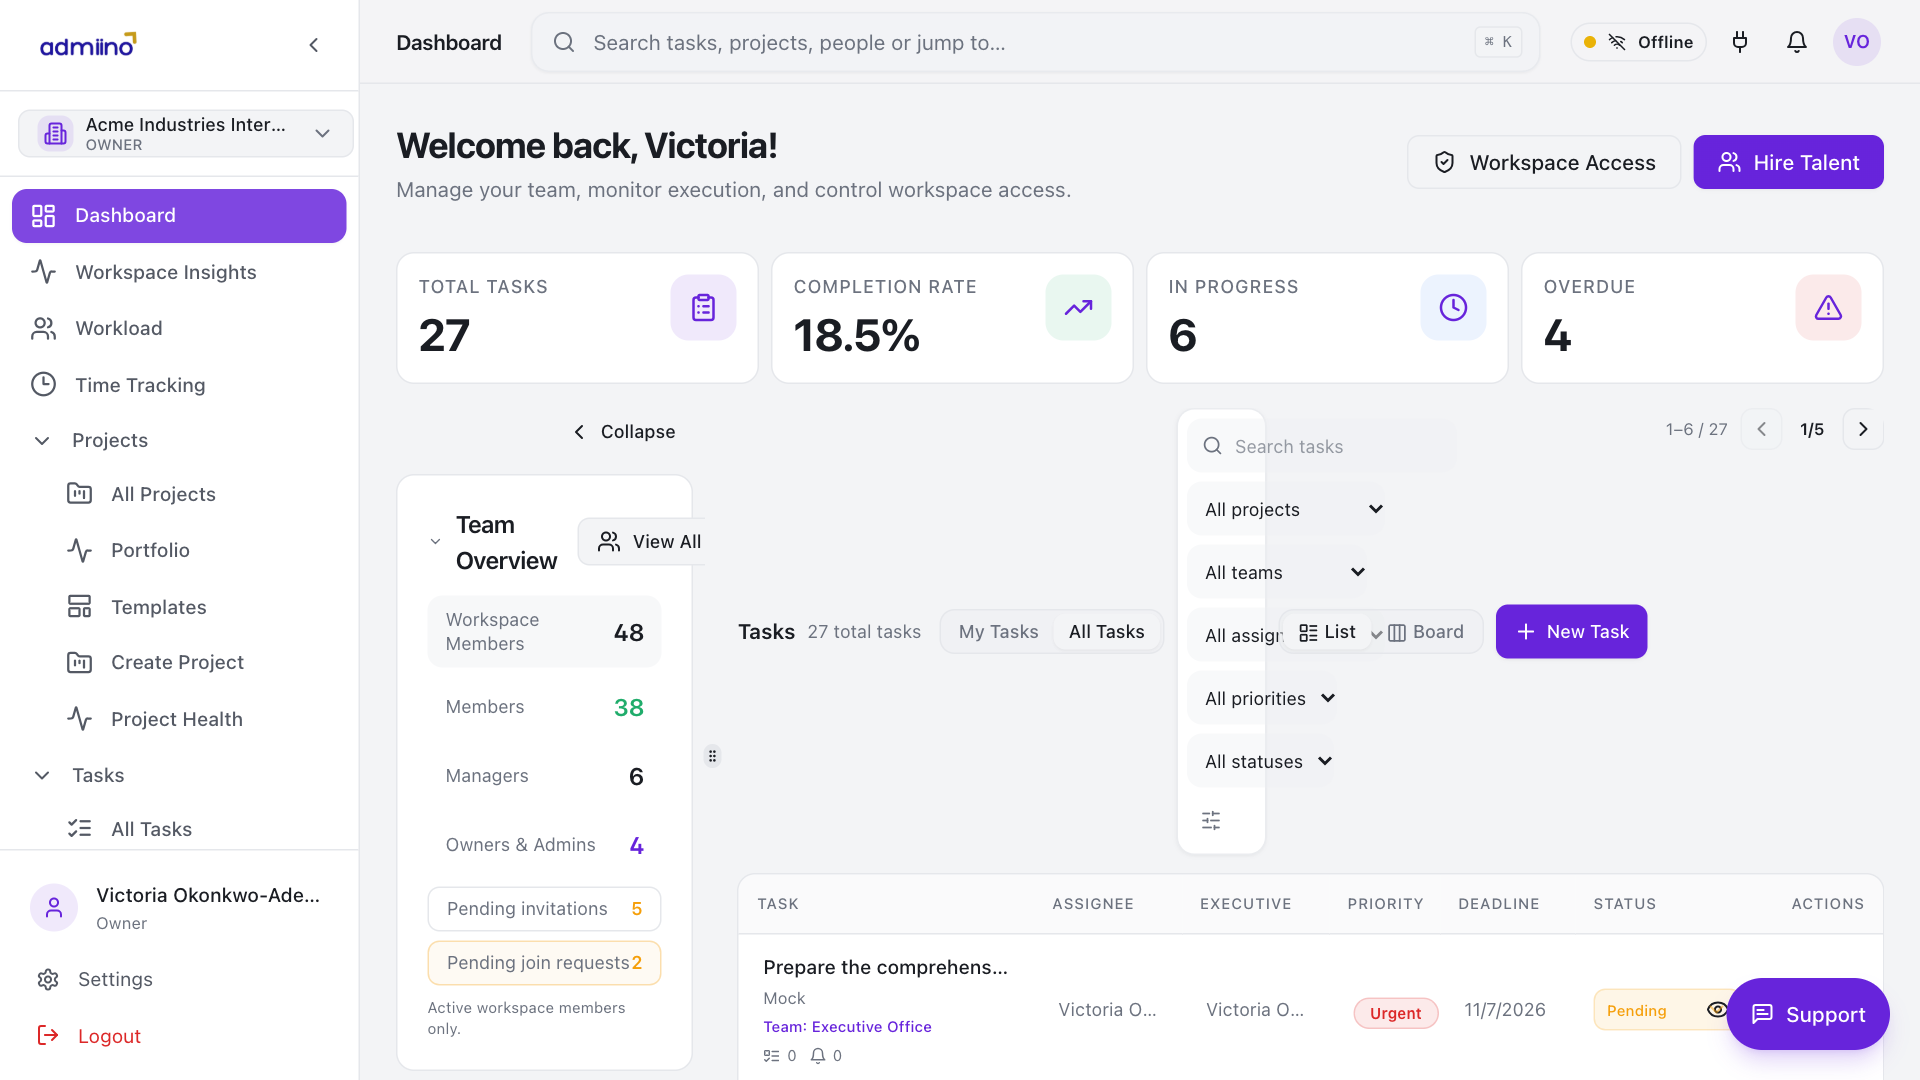 admiino
Acme Industries Inter...
OWNER
Dashboard
Workspace Insights
Workload
Time Tracking
Projects
All Projects
Portfolio
Templates
Create Project
Project Health
Tasks
All Tasks
Victoria Okonkwo-Ade...
Owner
Settings
Logout
Dashboard
Search tasks, projects, people or jump to...
⌘ K
Offline
VO
Welcome back, Victoria!
Manage your team, monitor execution, and control workspace access.
Workspace Access
Hire Talent
TOTAL TASKS
27
COMPLETION RATE
18.5%
IN PROGRESS
6
OVERDUE
4
Collapse
Team
Overview
View All
Workspace
Members
48
Members
38
Managers
6
Owners & Admins
4
Pending invitations
5
Pending join requests
2
Active workspace members
only.
Tasks
27 total tasks
My Tasks
All Tasks
Search tasks
All projects
All teams
All assign
All priorities
All statuses
List
Board
New Task
1–6 / 27
1/5
TASK
ASSIGNEE
EXECUTIVE
PRIORITY
DEADLINE
STATUS
ACTIONS
Prepare the comprehens...
Mock
Team: Executive Office
0
0
Victoria O...
Victoria O...
Urgent
11/7/2026
Pending
Support